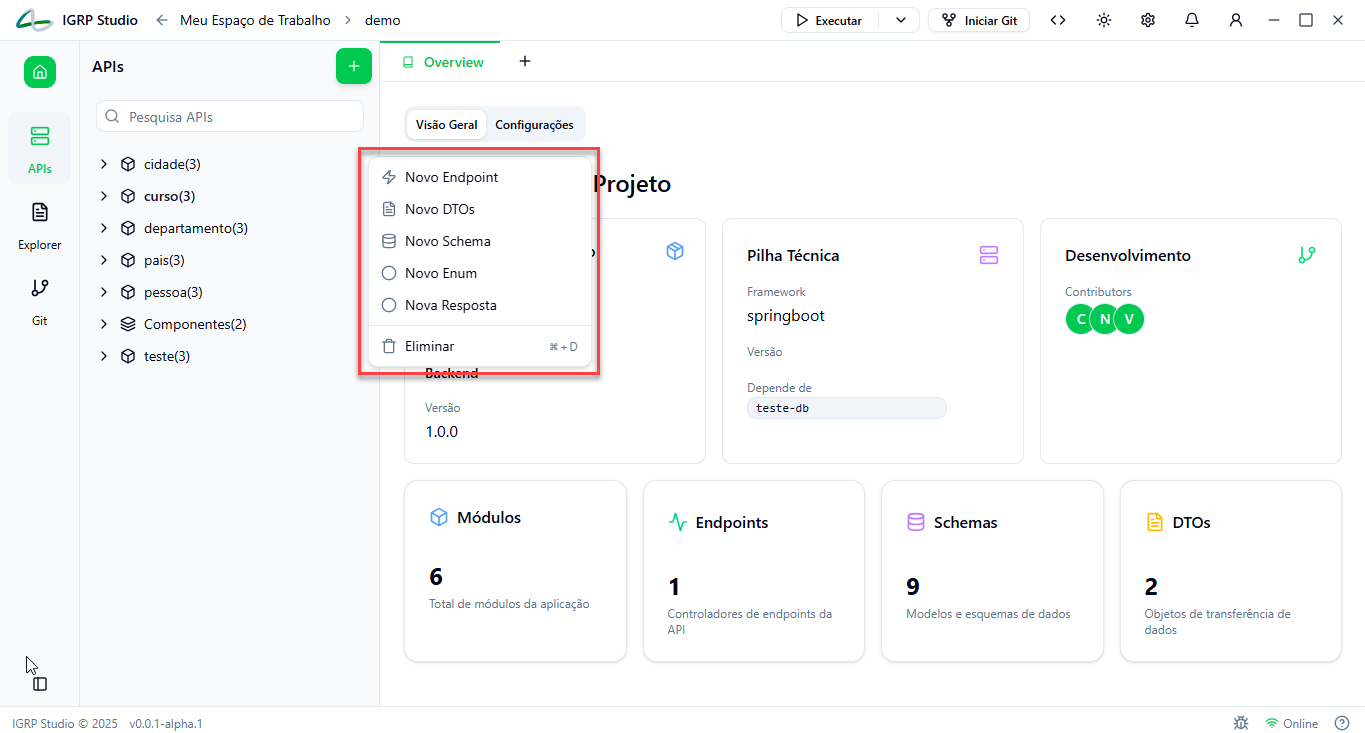 IGRP Studio
Meu Espaço de Trabalho
demo
Executar
Iniciar Git
APIs
Explorer
Git
APIs
Pesquisa APIs
cidade(3)
curso(3)
departamento(3)
pais(3)
pessoa(3)
Componentes(2)
teste(3)
Overview
Visão Geral
Configurações
Novo Endpoint
Novo DTOs
Novo Schema
Novo Enum
Nova Resposta
Eliminar ⌘ + D
Projeto
Backend
Versão
1.0.0
Pilha Técnica
Framework
springboot
Versão
Depende de
teste-db
Desenvolvimento
Contributors
C N V
Módulos
6
Total de módulos da aplicação
Endpoints
1
Controladores de endpoints da
API
Schemas
9
Modelos e esquemas de dados
DTOs
2
Objetos de transferência de
dados
IGRP Studio © 2025 v0.0.1-alpha.1
Online